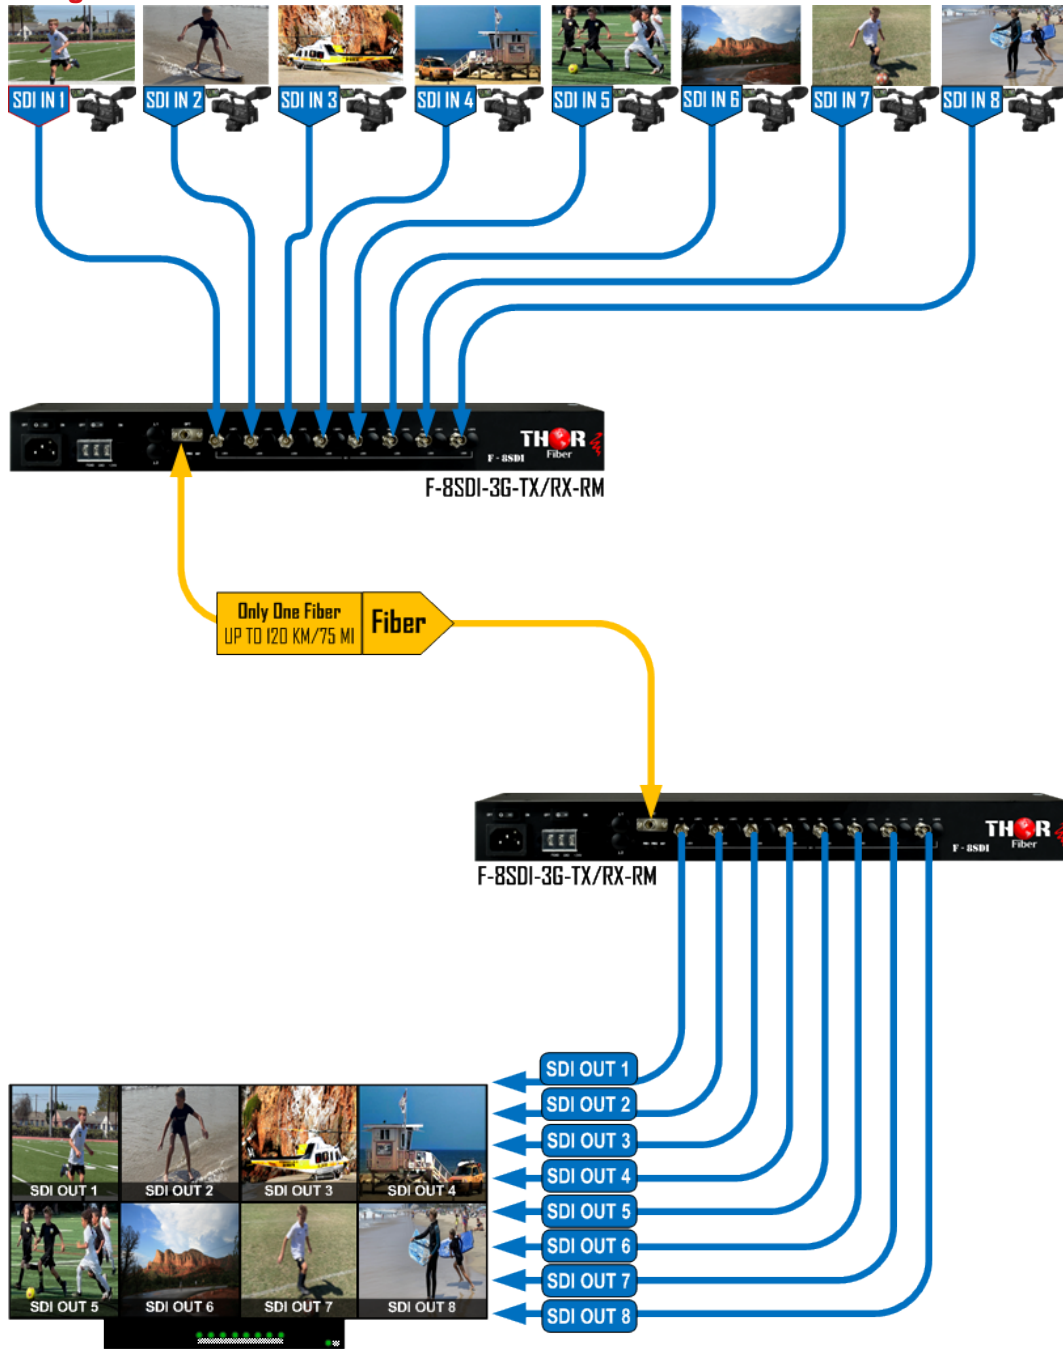 SDI IN 1
SDI IN 2
SDI IN 3
SDI IN 4
SDI IN 5
SDI IN 6
SDI IN 7
SDI IN 8
THOR
Fiber
F - 8SDI
F-8SDI-3G-TX/RX-RM
Only One Fiber
UP TO 120 KM/75 MI
Fiber
THOR
Fiber
F - 8SDI
F-8SDI-3G-TX/RX-RM
SDI OUT 1
SDI OUT 2
SDI OUT 3
SDI OUT 4
SDI OUT 5
SDI OUT 6
SDI OUT 7
SDI OUT 8
SDI OUT 1
SDI OUT 2
SDI OUT 3
SDI OUT 4
SDI OUT 5
SDI OUT 6
SDI OUT 7
SDI OUT 8